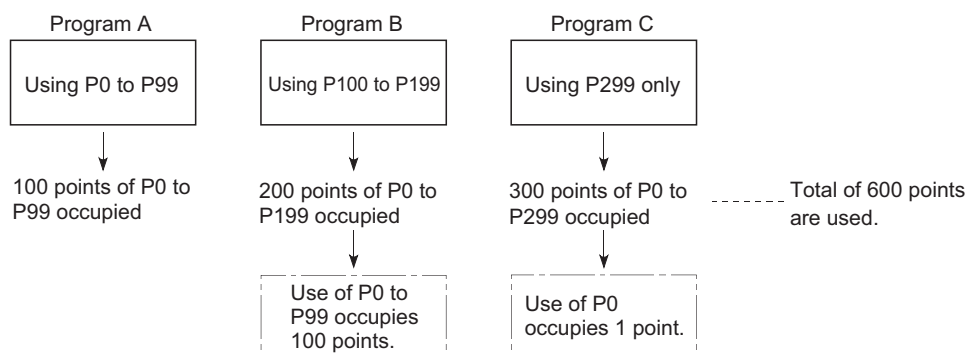 Program A
Program B
Program C
Using P0 to P99
Using P100 to P199
Using P299 only
100 points of P0 to
P99 occupied
200 points of P0 to
P199 occupied
300 points of P0 to
P299 occupied
Total of 600 points
are used.
Use of P0 to
P99 occupies
100 points.
Use of P0
occupies 1 point.